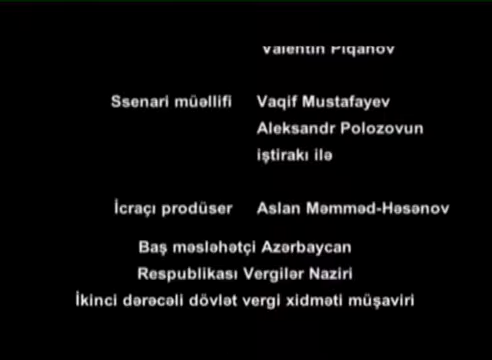 Valentin Piqanov
Ssenari müəllifi Vaqif Mustafayev
Aleksandr Polozovun
iştirakı ilə
İcraçı prodüser Aslan Məmməd-Həsənov
Baş məsləhətçi Azərbaycan
Respublikası Vergilər Naziri
İkinci dərəcəli dövlət vergi xidməti müşaviri